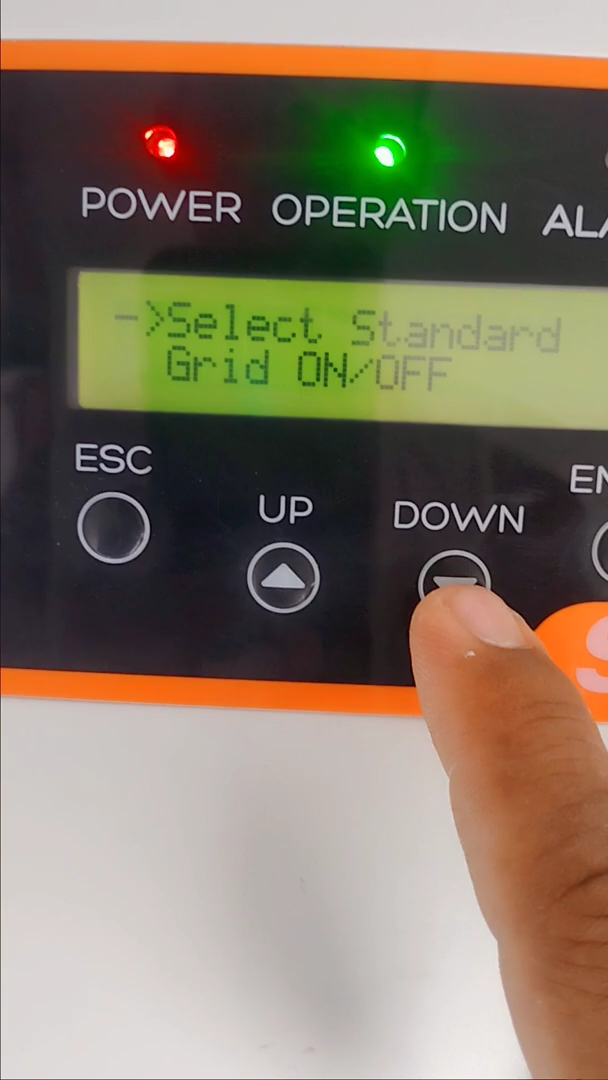 POWER OPERATION
->Select Standard
Grid ON/OFF
ESC
UP
DOWN